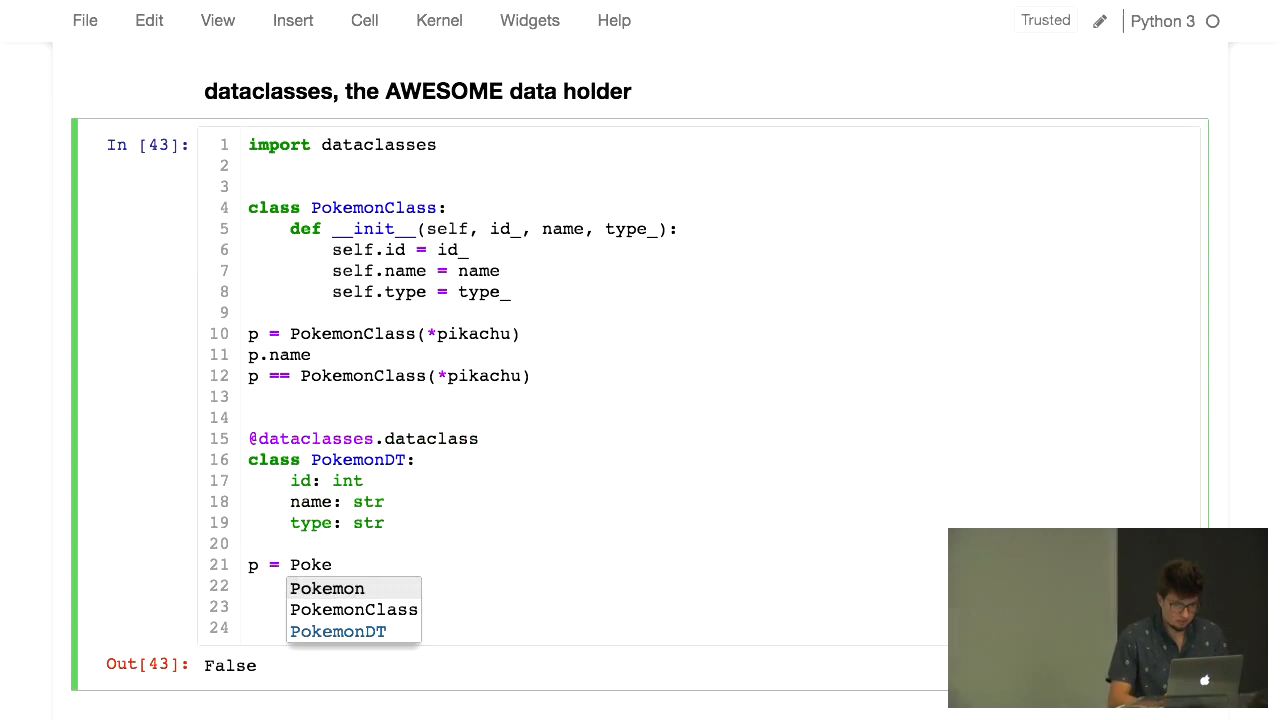 File Edit View Insert Cell Kernel Widgets Help Trusted Python 3
dataclasses, the AWESOME data holder
In [43]:
1 import dataclasses
2
3
4 class PokemonClass:
5     def __init__(self, id_, name, type_):
6         self.id = id_
7         self.name = name
8         self.type = type_
9
10 p = PokemonClass(*pikachu)
11 p.name
12 p == PokemonClass(*pikachu)
13
14
15 @dataclasses.dataclass
16 class PokemonDT:
17     id: int
18     name: str
19     type: str
20
21 p = Poke
22 Pokemon
23 PokemonClass
24 PokemonDT
Out[43]: False